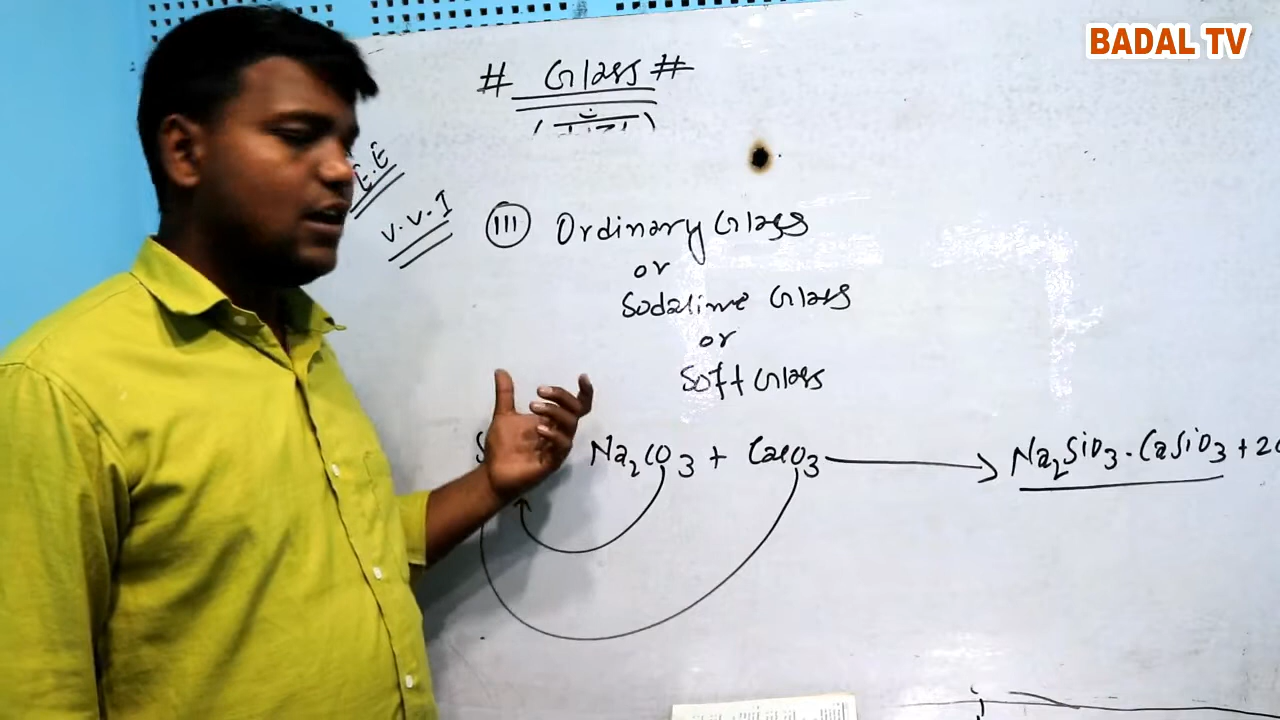 BADAL TV
# Glass #
E.E
V.V.I
(III) Ordinary Glass
or
Sodalime Glass
or
Soft Glass
Na₂CO₃ + CaCO₃ → Na₂SiO₃.CaSiO₃ + 2C